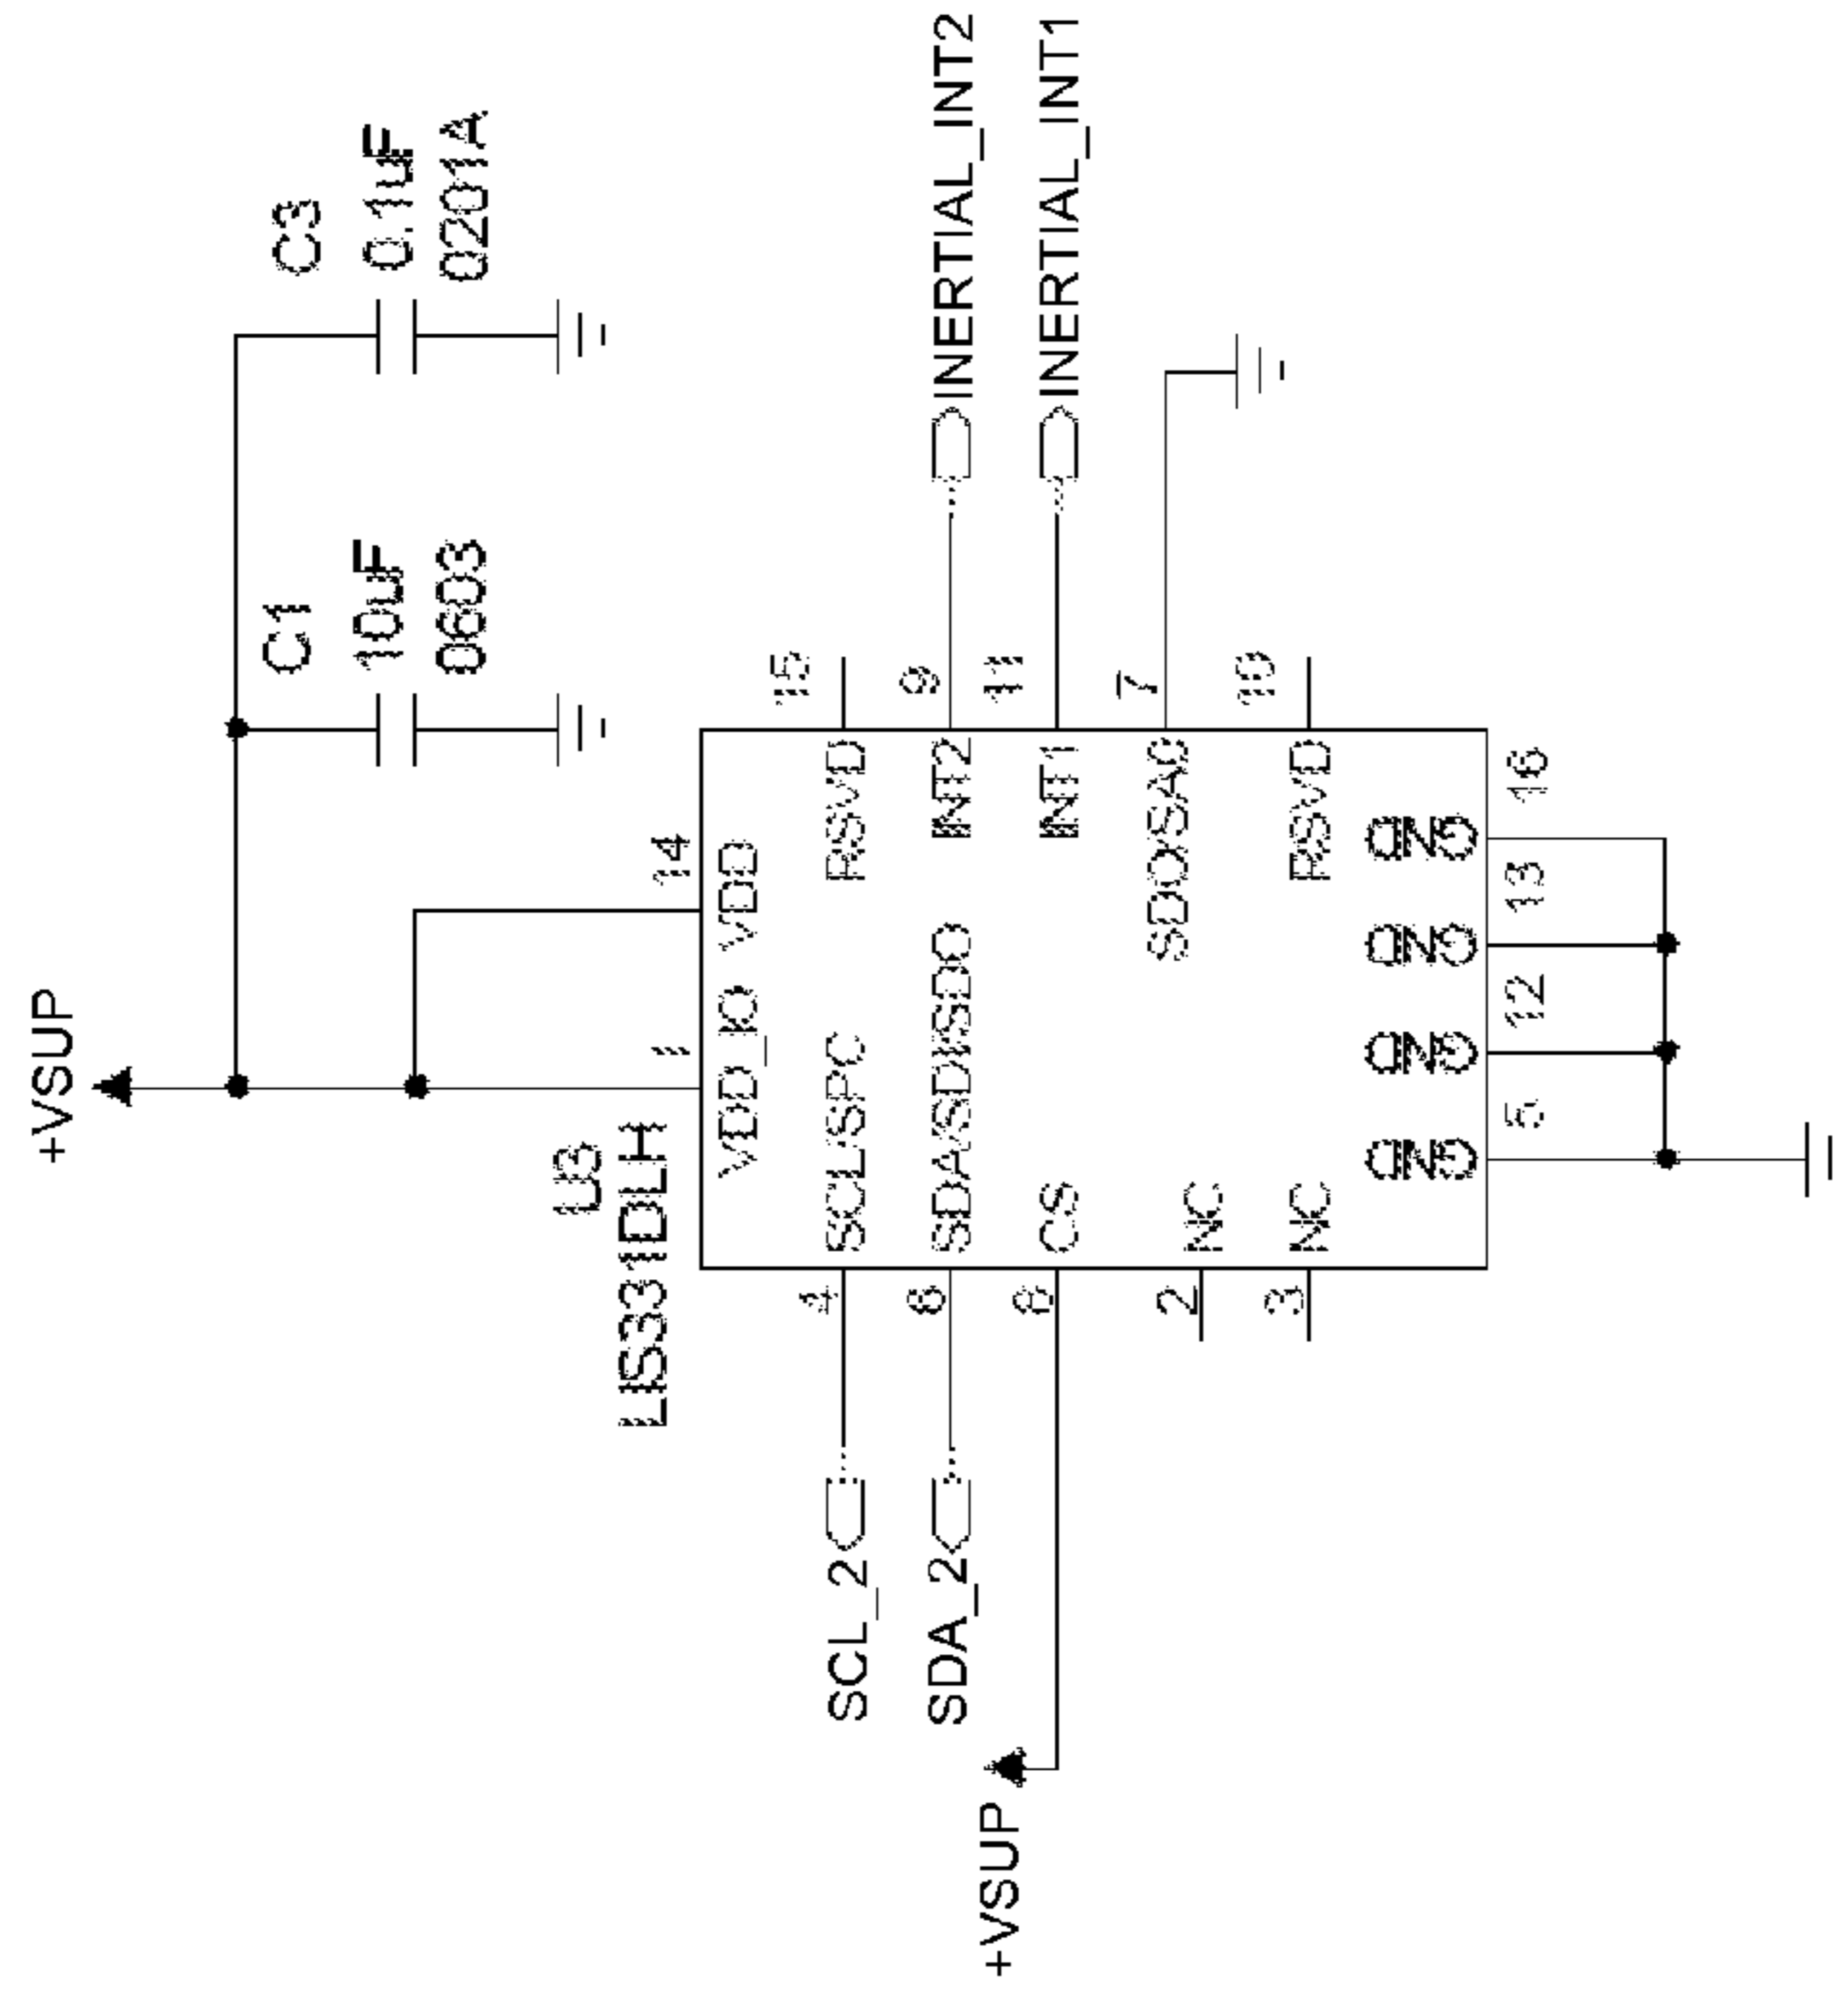 +VSUP
C1
10uF
0603
C3
0.1uF
0201A
U3
LIS331DLH
1
14
VDD_IO
VDD
SCL_2
4
SCL/SPC
RSVD
15
SDA_2
6
SDA/SDI/SDO
INT2
9
INERTIAL_INT2
+VSUP
CS
INT1
11
INERTIAL_INT1
SDO/SA0
7
2
NC
3
NC
RSVD
10
GND
GND
GND
GND
5
12
13
16